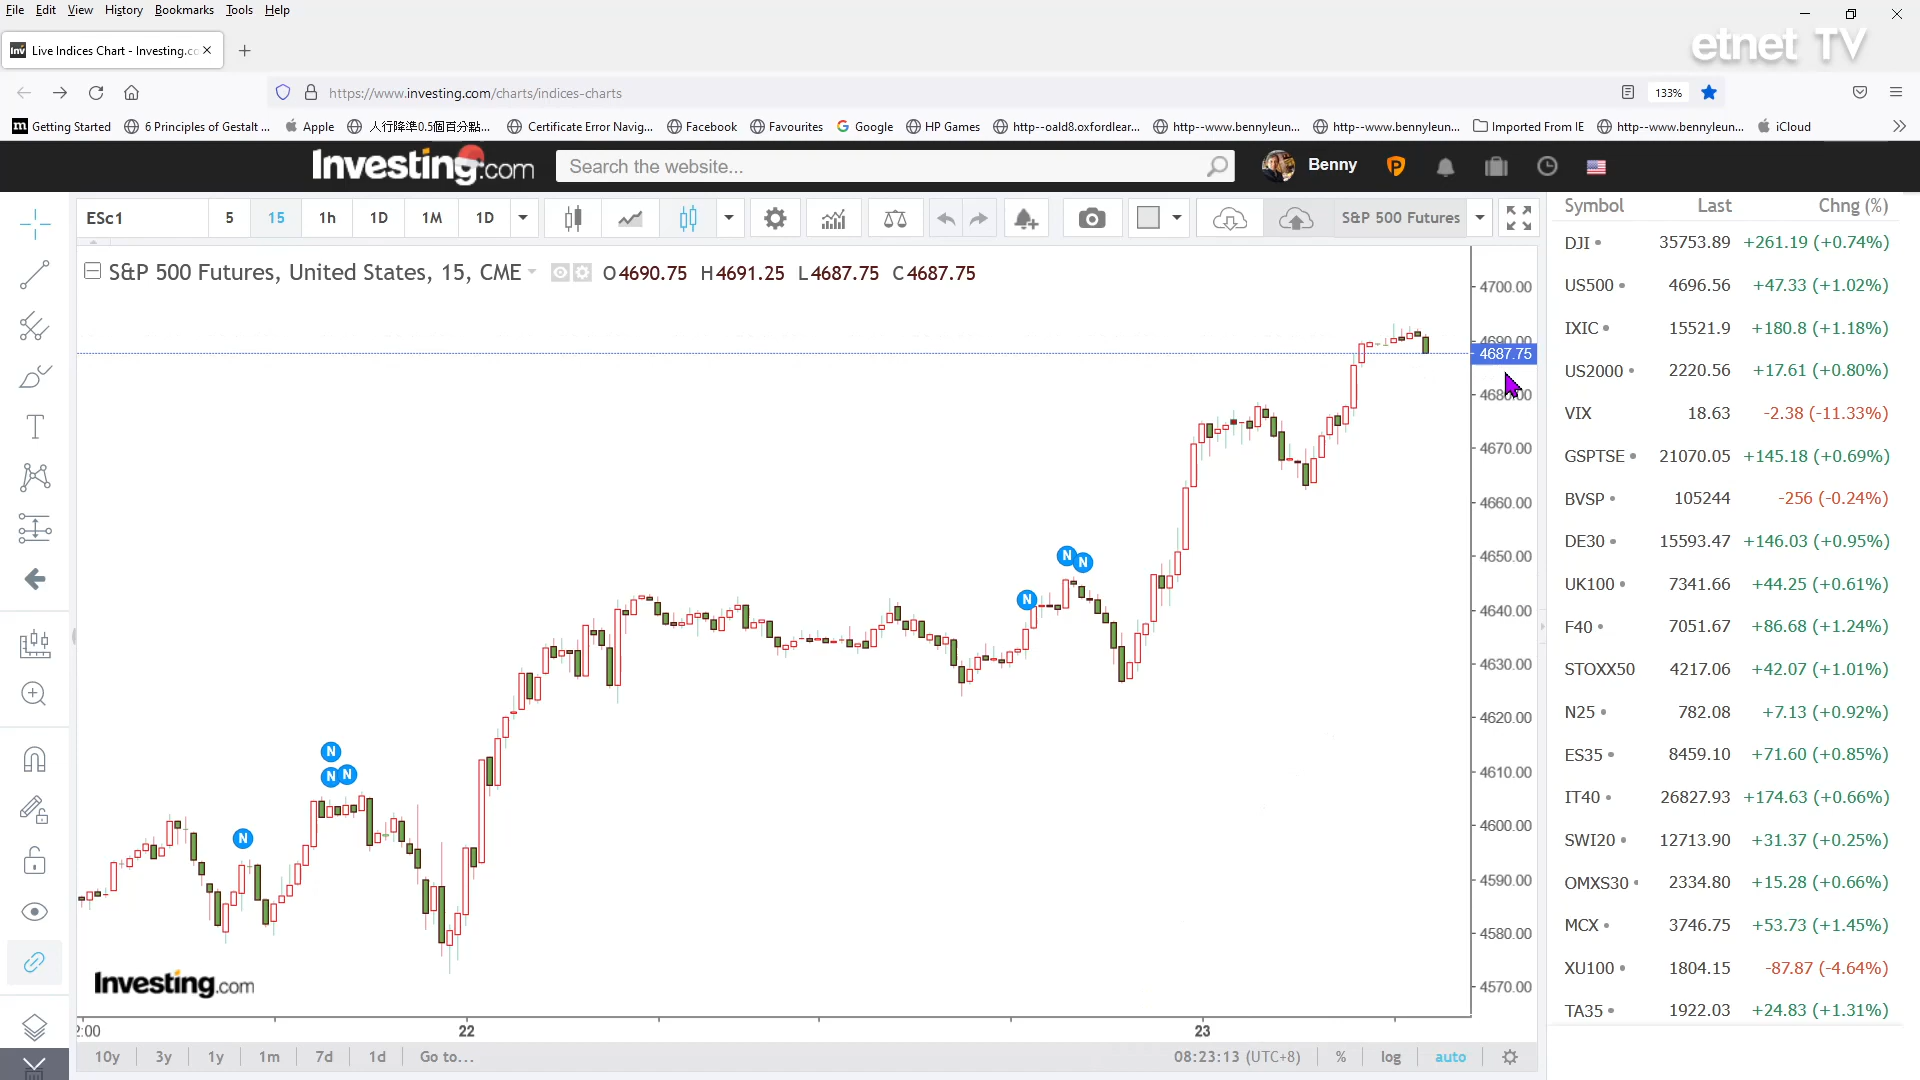 File Edit View History Bookmarks Tools Help
Live Indices Chart - Investing.cc
etnet TV
https://www.investing.com/charts/indices-charts
133%
Getting Started 6 Principles of Gestalt ... Apple 人行降準0.5個百分點... Certificate Error Navig... Facebook Favourites Google HP Games http--oald8.oxfordlear... http--www.bennyleun... http--www.bennyleun... Imported From IE http--www.bennyleun... iCloud
Investing.com Search the website... Benny
ESc1 5 15 1h 1D 1M 1D S&P 500 Futures
S&P 500 Futures, United States, 15, CME O4690.75 H4691.25 L4687.75 C4687.75
4700.00
4690.00
4687.75
4680.00
4670.00
4660.00
4650.00
4640.00
4630.00
4620.00
4610.00
4600.00
4590.00
4580.00
4570.00
N N
N
N
N N
N
Investing.com
2:00 22 23
10y 3y 1y 1m 7d 1d Go to... 08:23:13 (UTC+8) % log auto
Symbol Last Chng (%)
DJI 35753.89 +261.19 (+0.74%)
US500 4696.56 +47.33 (+1.02%)
IXIC 15521.9 +180.8 (+1.18%)
US2000 2220.56 +17.61 (+0.80%)
VIX 18.63 -2.38 (-11.33%)
GSPTSE 21070.05 +145.18 (+0.69%)
BVSP 105244 -256 (-0.24%)
DE30 15593.47 +146.03 (+0.95%)
UK100 7341.66 +44.25 (+0.61%)
F40 7051.67 +86.68 (+1.24%)
STOXX50 4217.06 +42.07 (+1.01%)
N25 782.08 +7.13 (+0.92%)
ES35 8459.10 +71.60 (+0.85%)
IT40 26827.93 +174.63 (+0.66%)
SWI20 12713.90 +31.37 (+0.25%)
OMXS30 2334.80 +15.28 (+0.66%)
MCX 3746.75 +53.73 (+1.45%)
XU100 1804.15 -87.87 (-4.64%)
TA35 1922.03 +24.83 (+1.31%)